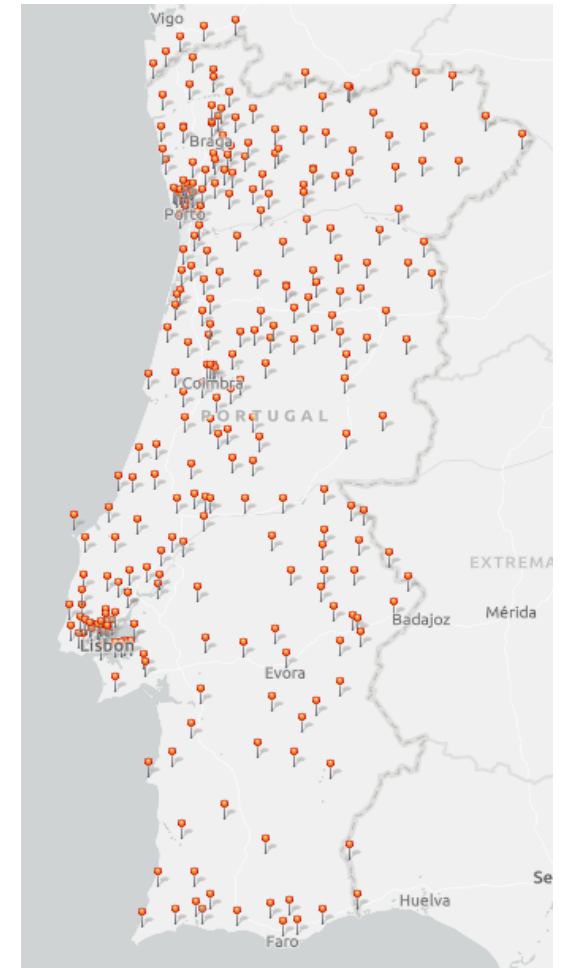 Vigo
Braga
Porto
Coimbra
PORTUGAL
EXTREMA
Mérida
Badajoz
Lisbon
Evora
Se
Huelva
Faro